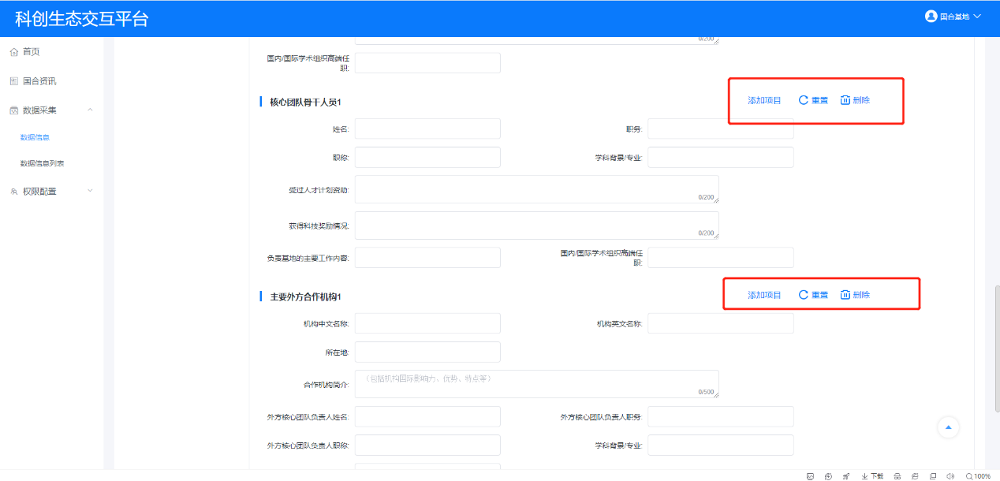 科创生态交互平台
国合基地
首页
国合资讯
数据采集
数据信息
数据信息列表
权限配置
0/200
国内/国际学术组织高端任
职:
核心团队骨干人员1
添加项目 重置 删除
姓名: 职务:
职称: 学科背景/专业:
受过人才计划资助:
0/200
获得科技奖励情况:
0/200
负责基地的主要工作内容: 国内/国际学术组织高端任
职:
主要外方合作机构1
添加项目 重置 删除
机构中文名称: 机构英文名称:
所在地:
合作机构简介: （包括机构国际影响力、优势、特点等）
0/500
外方核心团队负责人姓名: 外方核心团队负责人职务:
外方核心团队负责人职称: 学科背景/专业:
下载 100%